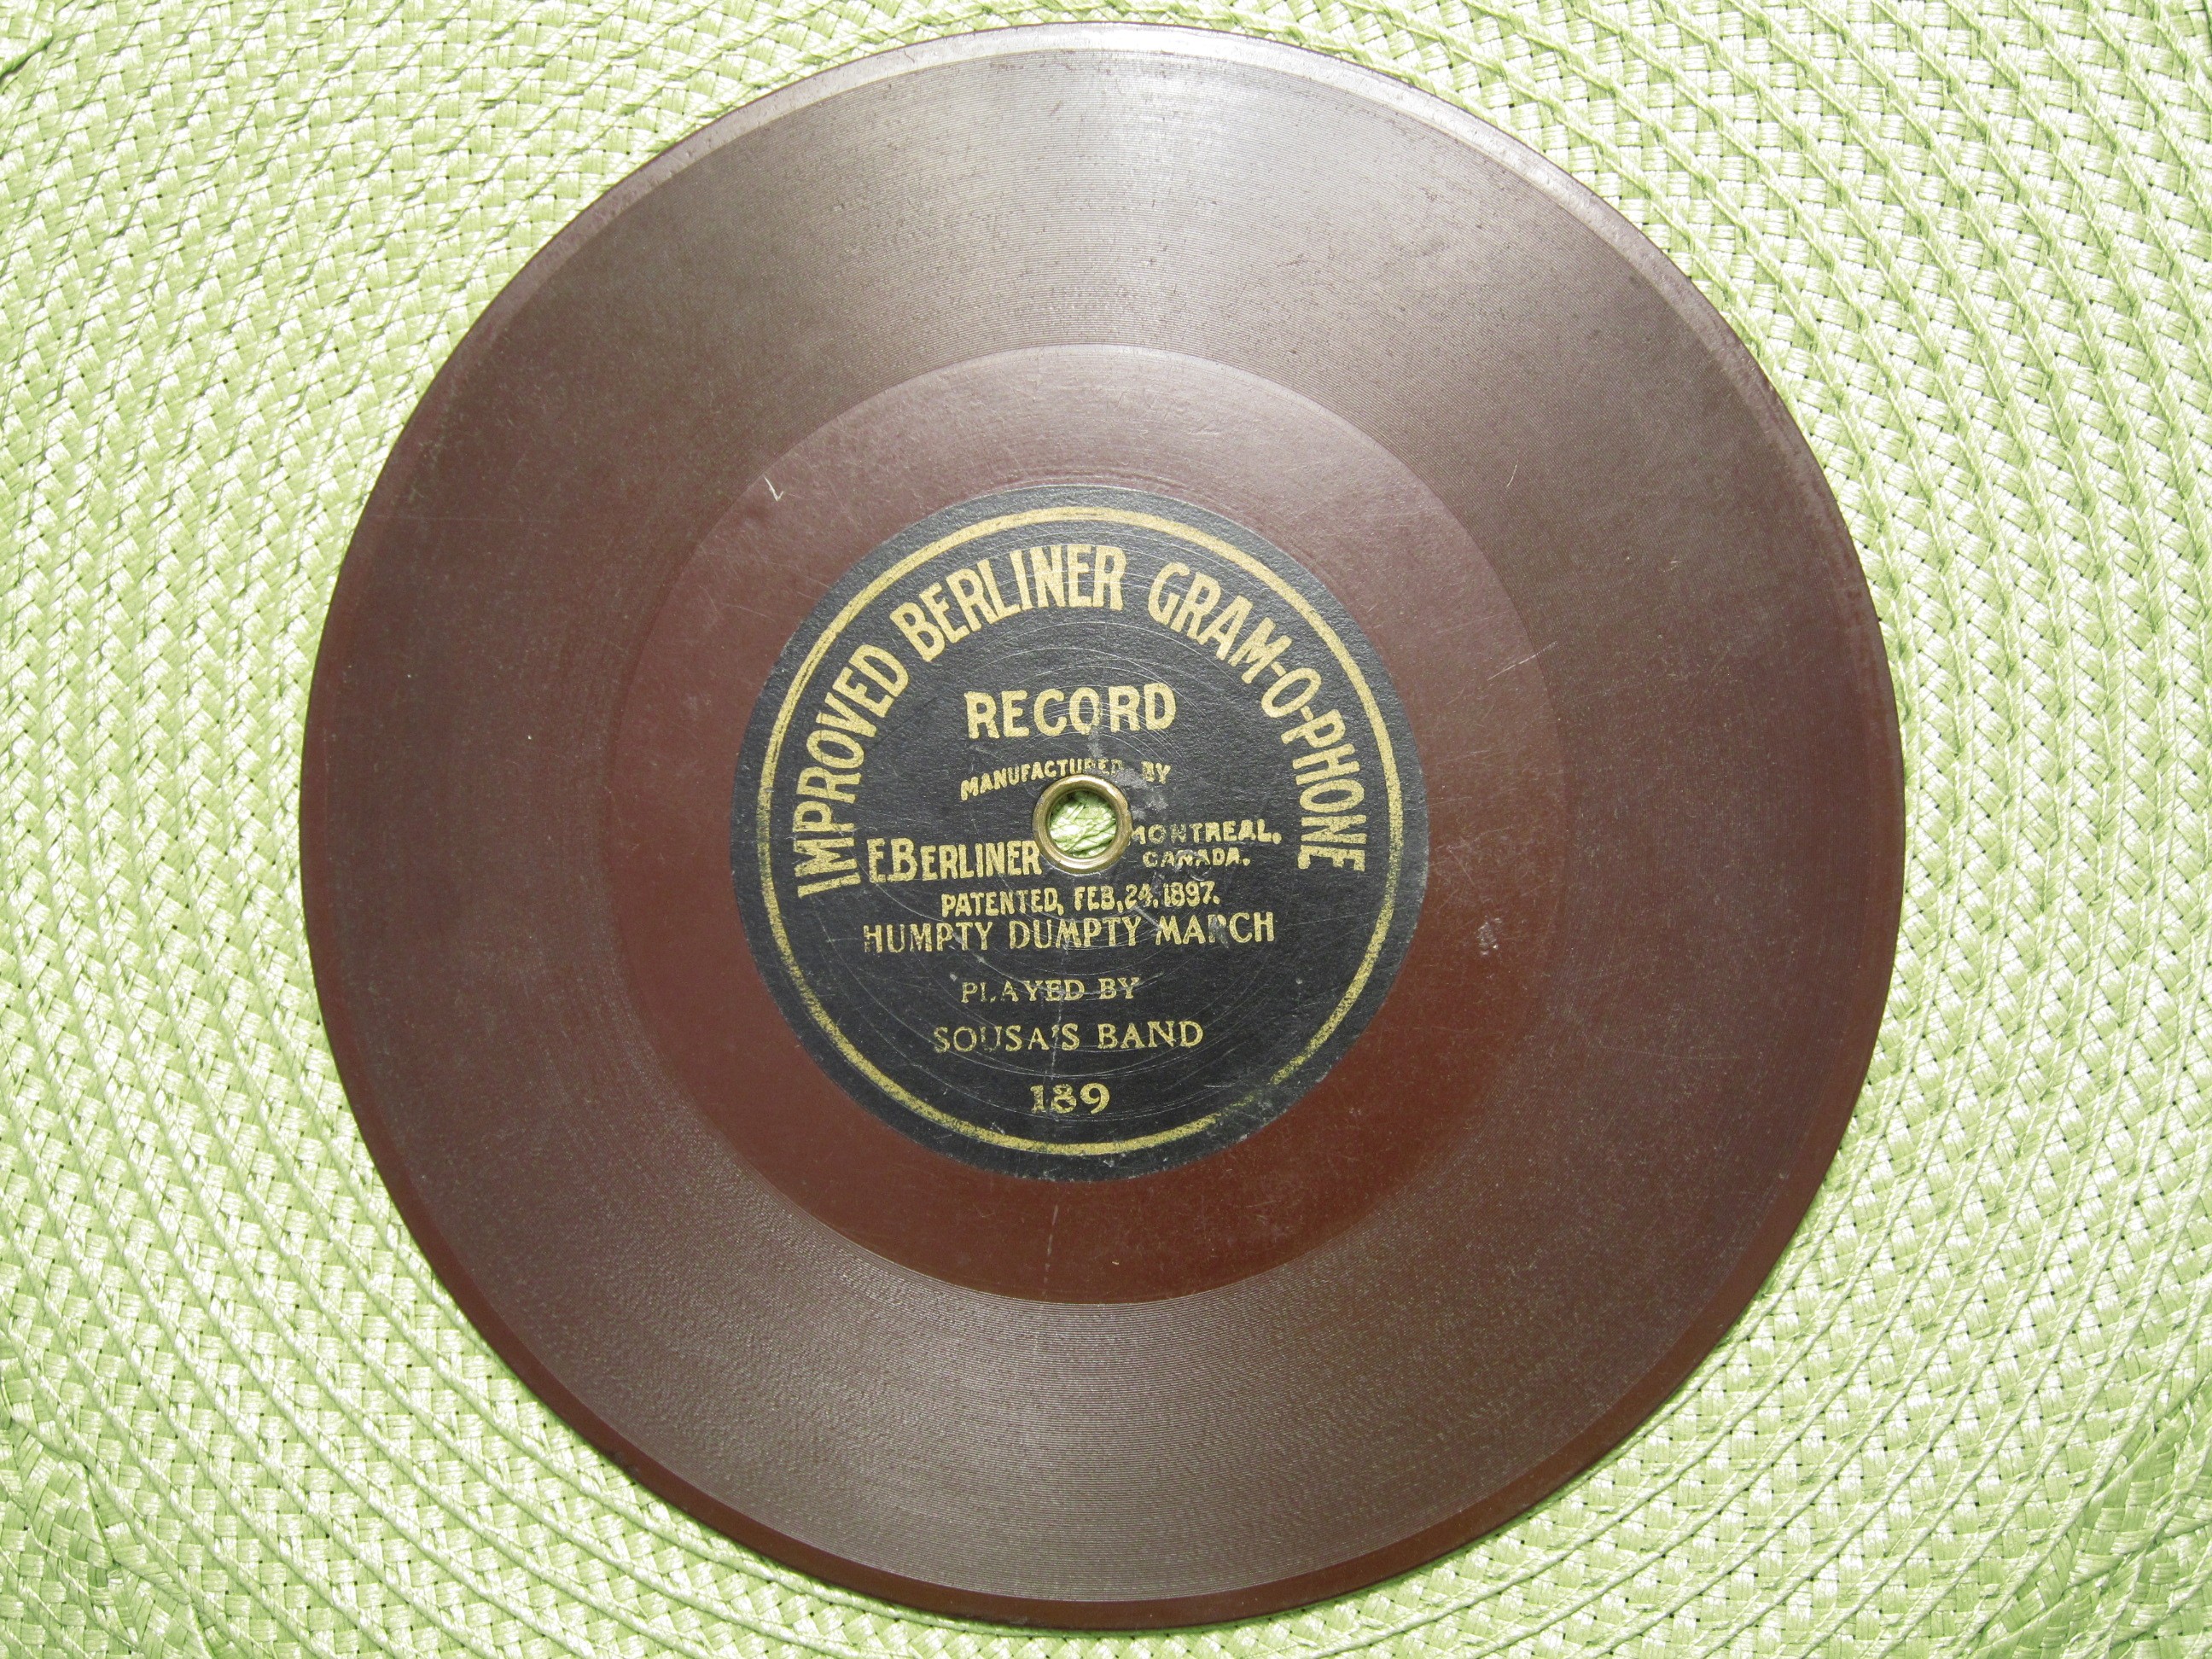 IMPROVED BERLINER GRAM-O-PHONE
RECORD
MANUFACTURED BY
E. BERLINER MONTREAL.
CANADA.
PATENTED, FEB, 24. 1897.
HUMPTY DUMPTY MARCH
PLAYED BY
SOUSA'S BAND
189